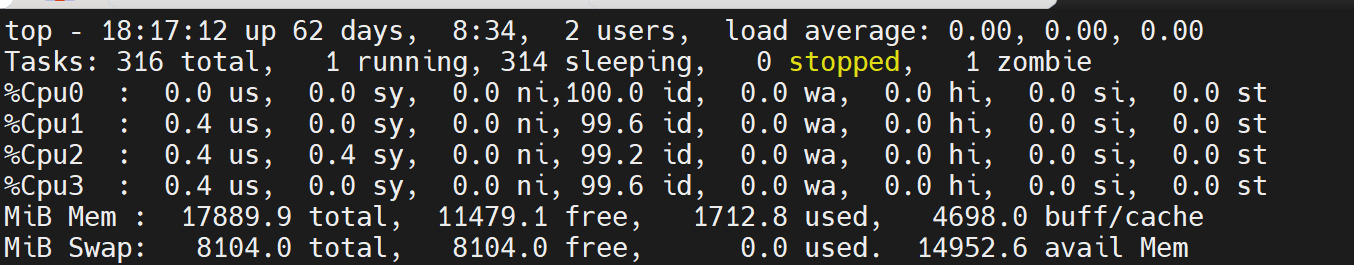 top - 18:17:12 up 62 days,  8:34,  2 users,  load average: 0.00, 0.00, 0.00
Tasks: 316 total,   1 running, 314 sleeping,   0 stopped,   1 zombie
%Cpu0  :  0.0 us,  0.0 sy,  0.0 ni,100.0 id,  0.0 wa,  0.0 hi,  0.0 si,  0.0 st
%Cpu1  :  0.4 us,  0.0 sy,  0.0 ni, 99.6 id,  0.0 wa,  0.0 hi,  0.0 si,  0.0 st
%Cpu2  :  0.4 us,  0.4 sy,  0.0 ni, 99.2 id,  0.0 wa,  0.0 hi,  0.0 si,  0.0 st
%Cpu3  :  0.4 us,  0.0 sy,  0.0 ni, 99.6 id,  0.0 wa,  0.0 hi,  0.0 si,  0.0 st
MiB Mem :  17889.9 total,  11479.1 free,   1712.8 used,   4698.0 buff/cache
MiB Swap:   8104.0 total,   8104.0 free,      0.0 used.  14952.6 avail Mem